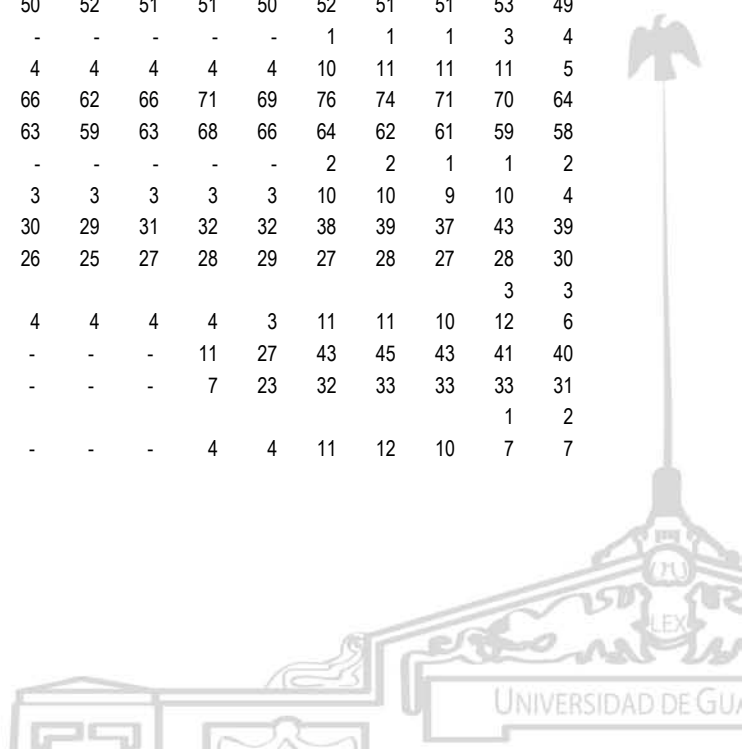 50 52 51 51 50 52 51 51 53 49
- - - - - 1 1 1 3 4
4 4 4 4 4 10 11 11 11 5
66 62 66 71 69 76 74 71 70 64
63 59 63 68 66 64 62 61 59 58
- - - - - 2 2 1 1 2
3 3 3 3 3 10 10 9 10 4
30 29 31 32 32 38 39 37 43 39
26 25 27 28 29 27 28 27 28 30
3 3
4 4 4 4 3 11 11 10 12 6
- - - 11 27 43 45 43 41 40
- - - 7 23 32 33 33 33 31
1 2
- - - 4 4 11 12 10 7 7
LEX
UNIVERSIDAD DE GUA